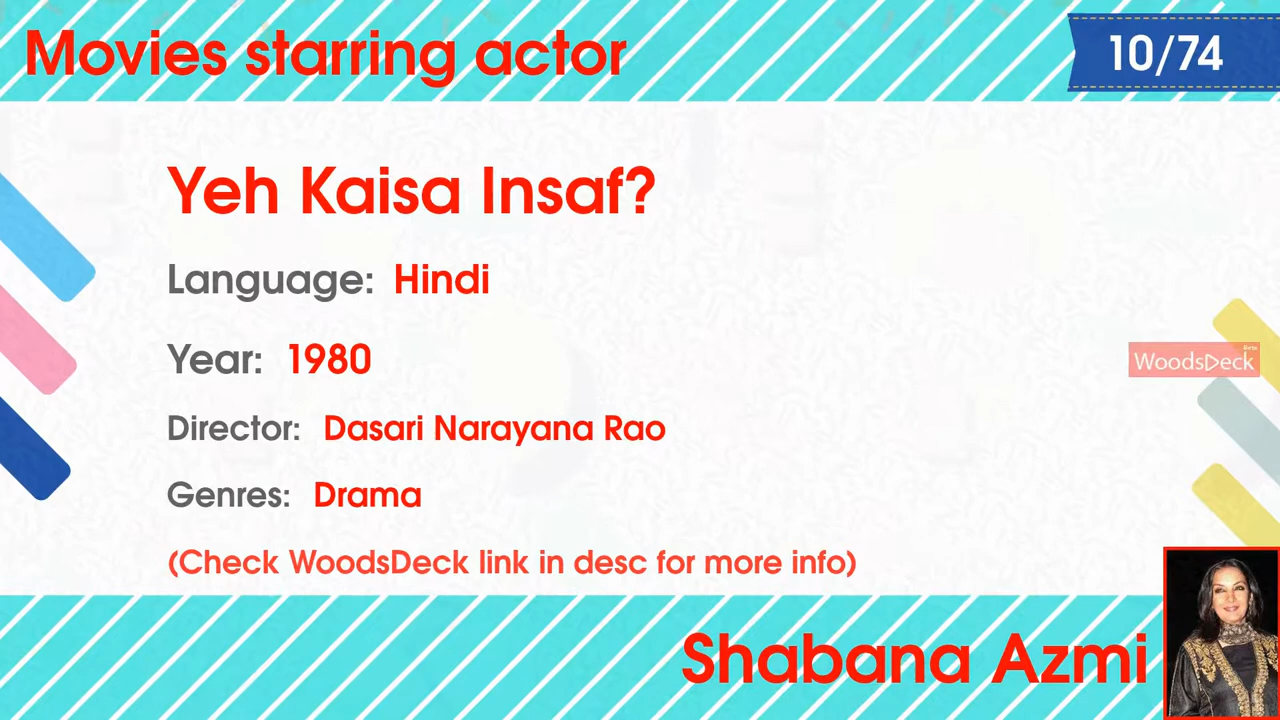 Movies starring actor
10/74
Yeh Kaisa Insaf?
Language: Hindi
Year: 1980
WoodsDeck Beta
Director: Dasari Narayana Rao
Genres: Drama
(Check WoodsDeck link in desc for more info)
Shabana Azmi